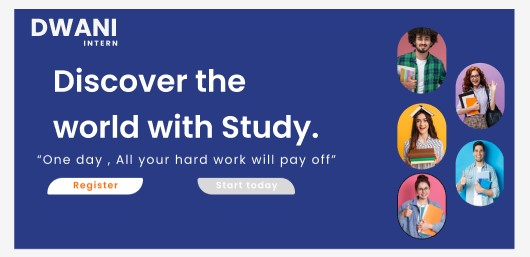 DWANI
INTERN
Discover the
world with Study.
“One day , All your hard work will pay off”
Register
Start today